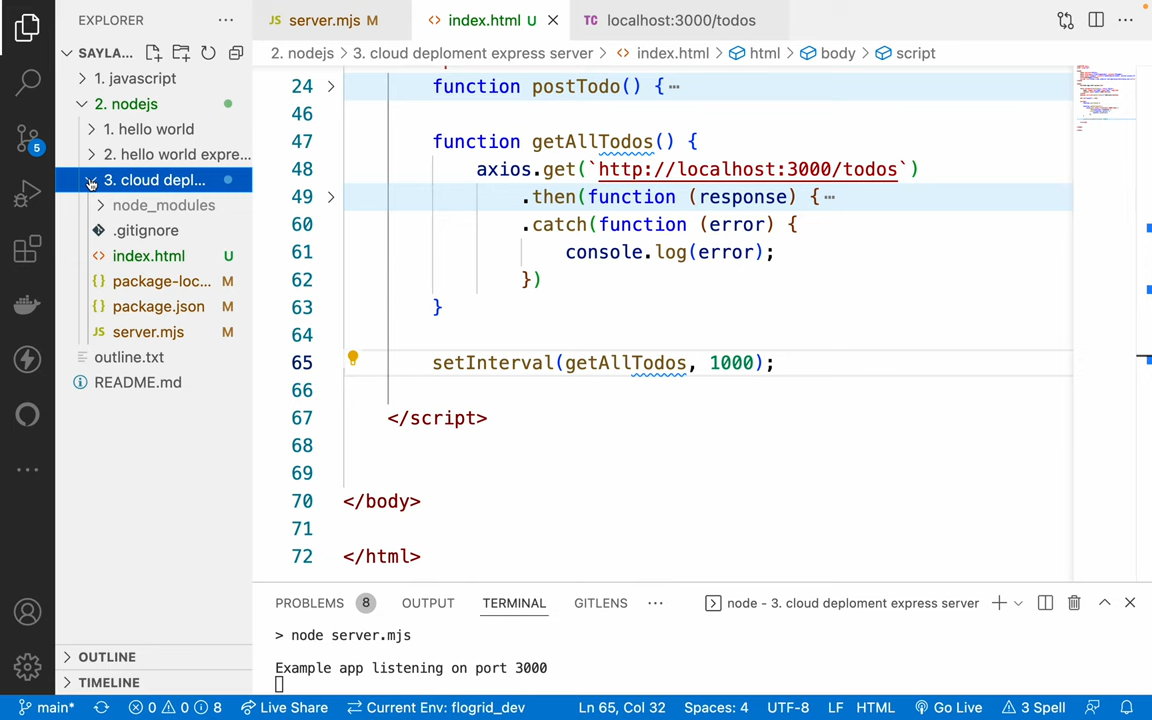 EXPLORER ···
SAYLA...
1. javascript
2. nodejs
1. hello world
2. hello world expre...
3. cloud depl...
node_modules
.gitignore
index.html U
package-loc... M
package.json M
JS server.mjs M
outline.txt
README.md
OUTLINE
TIMELINE
5
JS server.mjs M
<> index.html U
TC localhost:3000/todos
2. nodejs > 3. cloud deploment express server > <> index.html > html > body > script
24 function postTodo() {···
46
47 function getAllTodos() {
48 axios.get(`http://localhost:3000/todos`)
49 .then(function (response) {···
60 .catch(function (error) {
61 console.log(error);
62 })
63 }
64
65 setInterval(getAllTodos, 1000);
66
67 </script>
68
69
70 </body>
71
72 </html>
PROBLEMS 8 OUTPUT TERMINAL GITLENS ··· node - 3. cloud deploment express server
> node server.mjs
Example app listening on port 3000
main* 0 0 8 Live Share Current Env: flogrid_dev Ln 65, Col 32 Spaces: 4 UTF-8 LF HTML Go Live 3 Spell